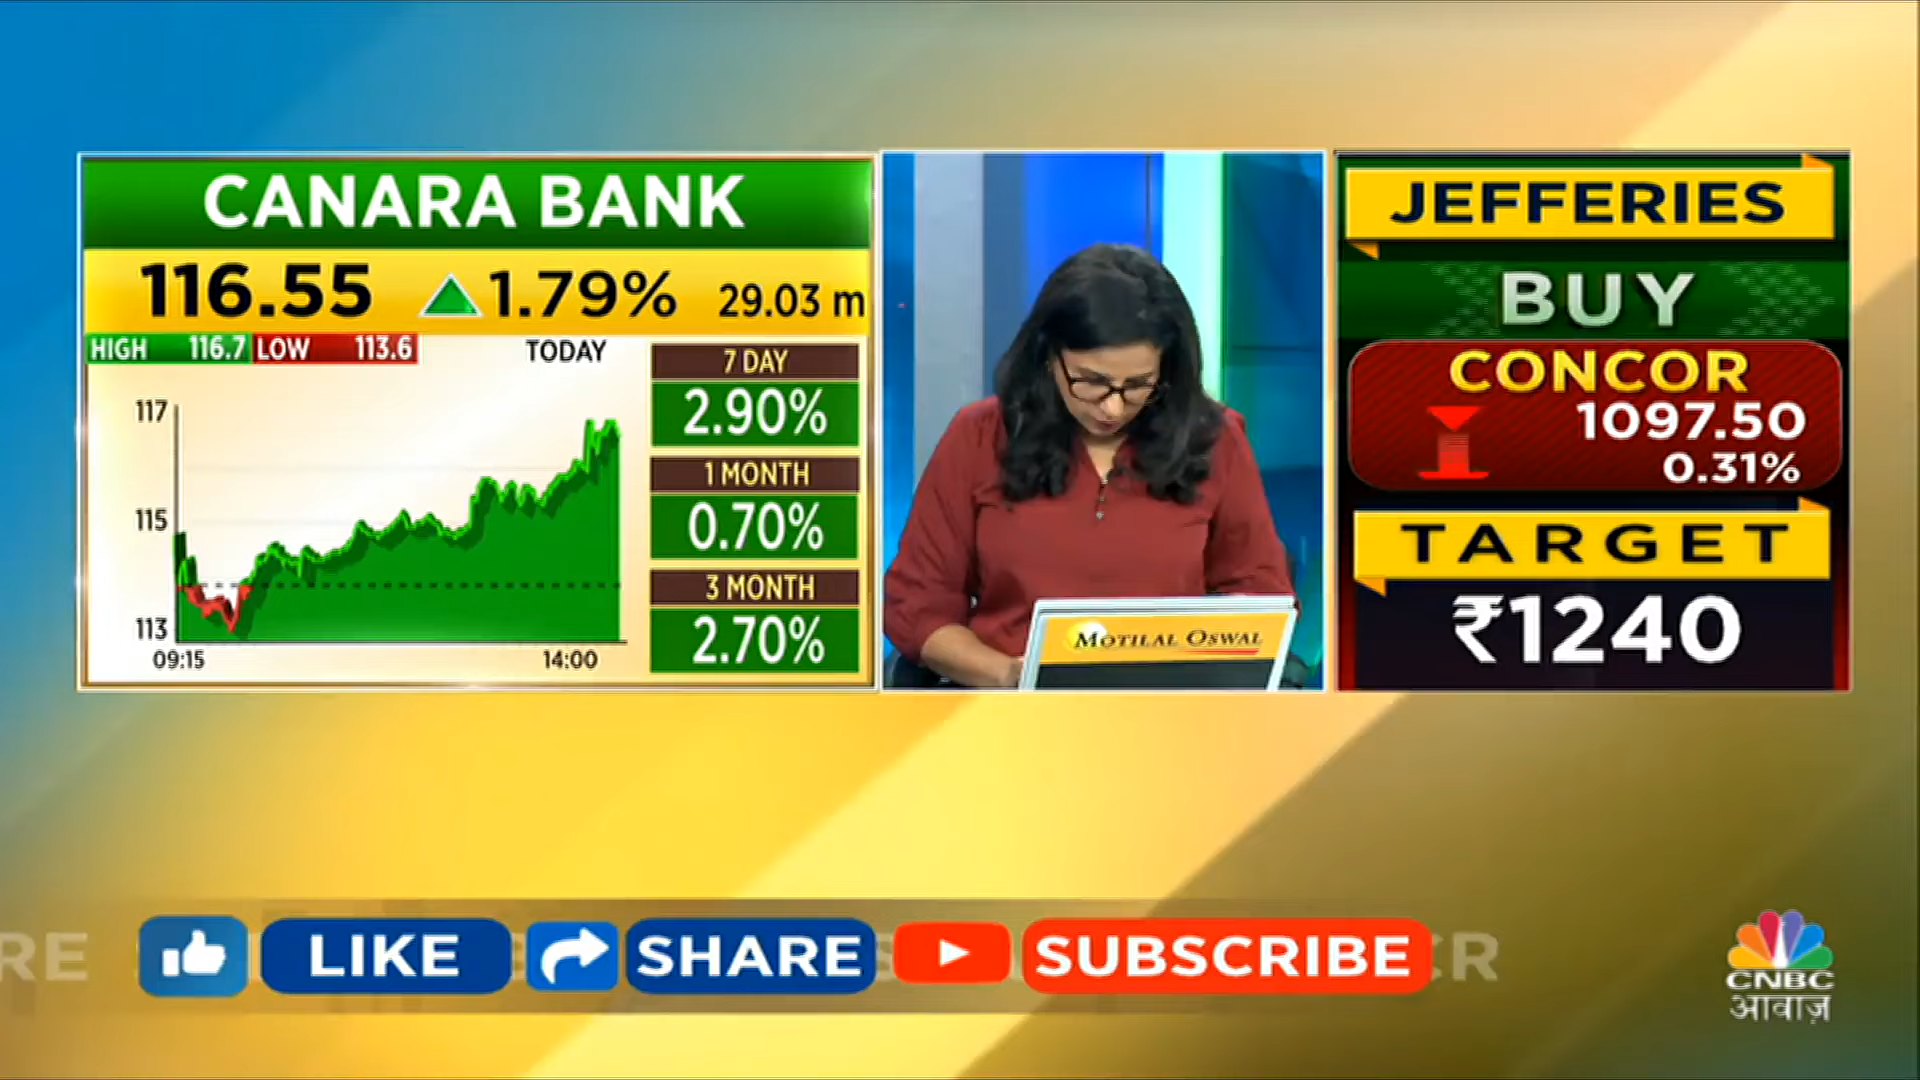 CANARA BANK
116.55 1.79% 29.03 m
HIGH 116.7 LOW 113.6 TODAY
117
115
113
09:15 14:00
7 DAY
2.90%
1 MONTH
0.70%
3 MONTH
2.70%
MOTILAL OSWAL
JEFFERIES
BUY
CONCOR
1097.50
0.31%
TARGET
₹1240
RE
LIKE
SHARE
SUBSCRIBE
CR
CNBC
आवाज़